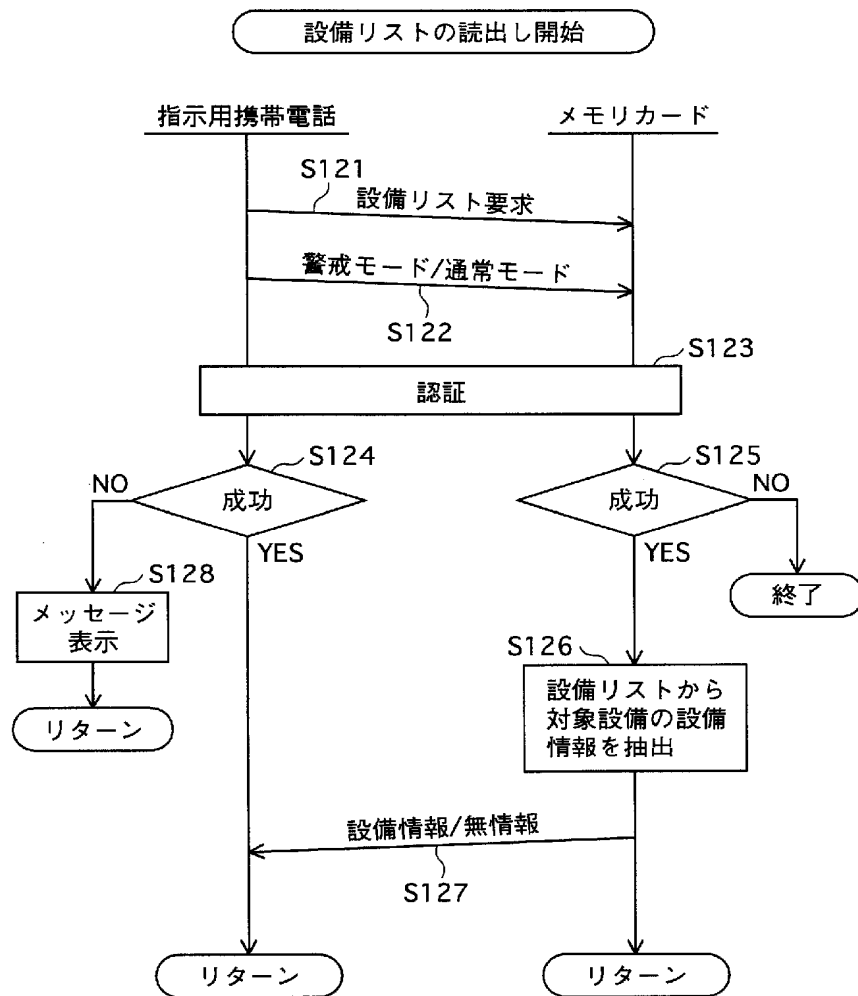 設備リストの読出し開始
指示用携帯電話
メモリカード
S121
設備リスト要求
警戒モード/通常モード
S122
S123
認証
S124
S125
NO
成功
成功
NO
YES
YES
S128
メッセージ
表示
終了
S126
リターン
設備リストから
対象設備の設備
情報を抽出
設備情報/無情報
S127
リターン
リターン